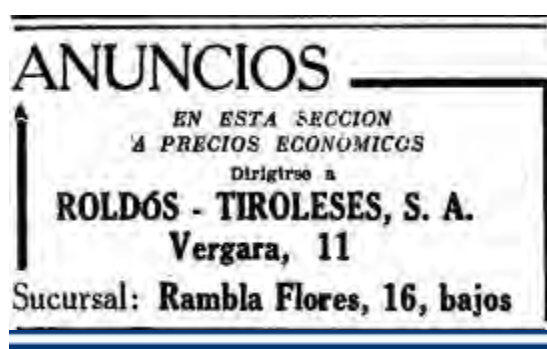 ANUNCIOS
EN ESTA SECCION
A PRECIOS ECONOMICOS
Dirigirse a
ROLDÓS - TIROLESES, S. A.
Vergara, 11
Sucursal: Rambla Flores, 16, bajos